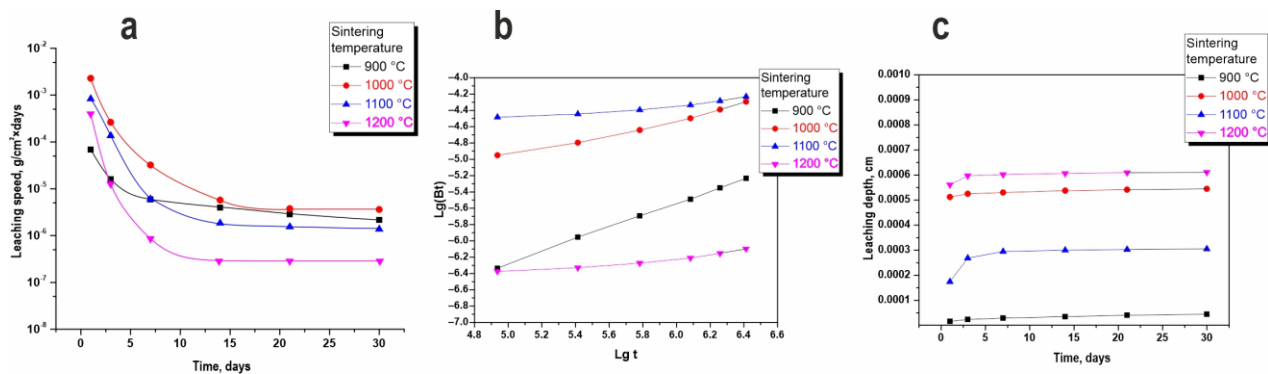 a
Sintering
temperature
900 °C
1000 °C
1100 °C
1200 °C
10⁻²
10⁻³
10⁻⁴
10⁻⁵
10⁻⁶
10⁻⁷
10⁻⁸
Leaching speed, g/cm²×days
0 5 10 15 20 25 30
Time, days
b
Sintering
temperature
900 °C
1000 °C
1100 °C
1200 °C
–4.0
–4.2
–4.4
–4.6
–4.8
–5.0
–5.2
–5.4
–5.6
–5.8
–6.0
–6.2
–6.4
–6.6
–6.8
–7.0
Lg(Bt)
4.8 5.0 5.2 5.4 5.6 5.8 6.0 6.2 6.4 6.6
Lg t
c
Sintering
temperature
900 °C
1000 °C
1100 °C
1200 °C
0.0010
0.0009
0.0008
0.0007
0.0006
0.0005
0.0004
0.0003
0.0002
0.0001
Leaching depth, cm
0 5 10 15 20 25 30
Time, days